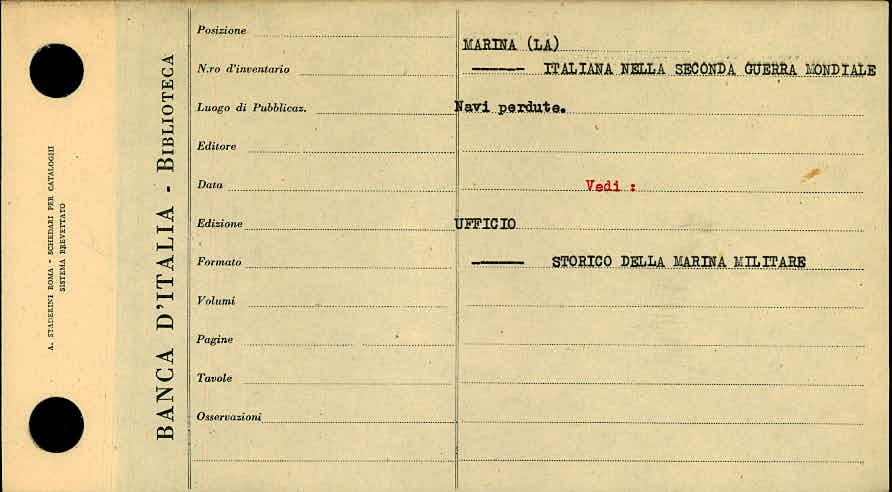 A. STADERINI ROMA - SCHEDARI PER CATALOGHI
SISTEMA BREVETTATO
BANCA D'ITALIA - BIBLIOTECA
Posizione
N.ro d'inventario
Luogo di Pubblicaz.
Editore
Data
Edizione
Formato
Volumi
Pagine
Tavole
Osservazioni
MARINA (LA)
——— ITALIANA NELLA SECONDA GUERRA MONDIALE
Navi perdute.
Vedi :
UFFICIO
——— STORICO DELLA MARINA MILITARE